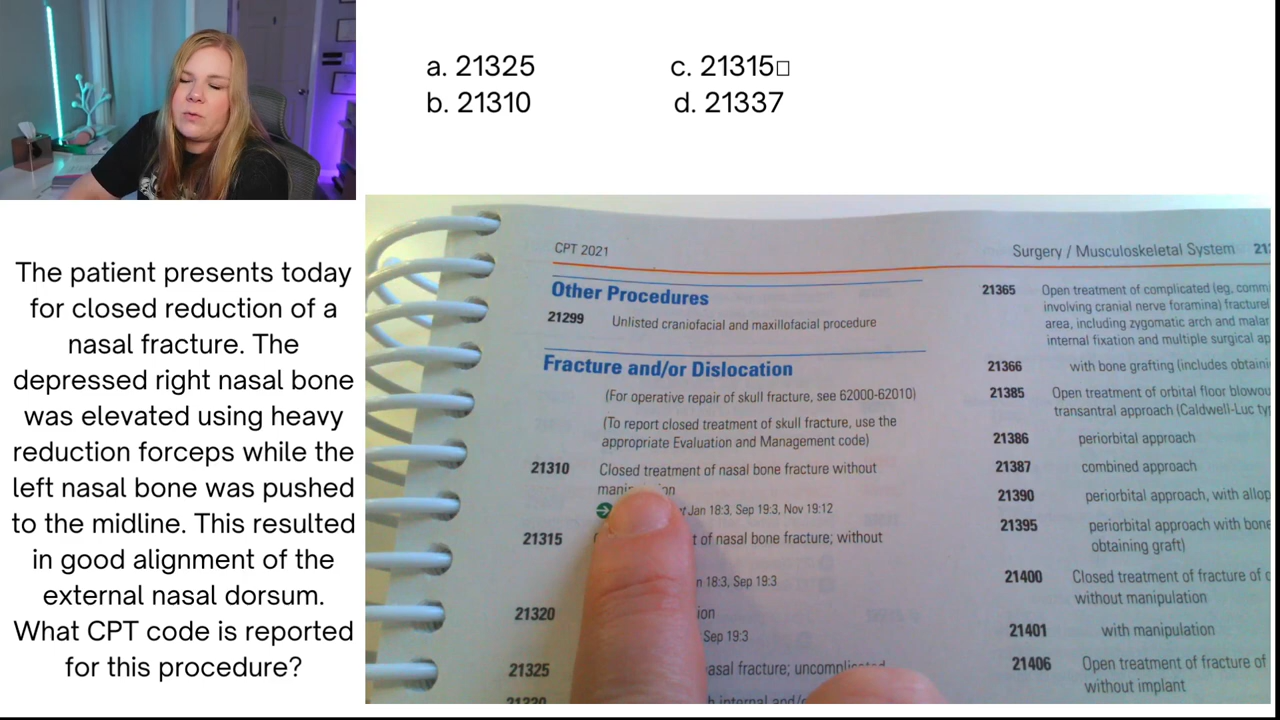 a. 21325
c. 21315□
b. 21310
d. 21337
The patient presents today
for closed reduction of a
nasal fracture. The
depressed right nasal bone
was elevated using heavy
reduction forceps while the
left nasal bone was pushed
to the midline. This resulted
in good alignment of the
external nasal dorsum.
What CPT code is reported
for this procedure?
CPT 2021
Other Procedures
21299 Unlisted craniofacial and maxillofacial procedure
Fracture and/or Dislocation
(For operative repair of skull fracture, see 62000-62010)
(To report closed treatment of skull fracture, use the
appropriate Evaluation and Management code)
21310 Closed treatment of nasal bone fracture without
Jan 18:3, Sep 19:3, Nov 19:12
21315 of nasal bone fracture; without
18:3, Sep 19:3
21320
Sep 19:3
21325 fracture;
Surgery / Musculoskeletal System
21365 Open treatment of complicated (eg,
involving cranial nerve foramina)
area, including zygomatic arch and malar
internal fixation and multiple surgical
21366 with bone grafting (includes
21385 Open treatment of orbital floor
transantral approach (Caldwell-Luc
21386 periorbital approach
21387 combined approach
21390 periorbital approach, with
21395 periorbital approach with bone
obtaining graft)
21400 Closed treatment of fracture of
without manipulation
21401 with manipulation
21406 Open treatment of fracture of
without implant